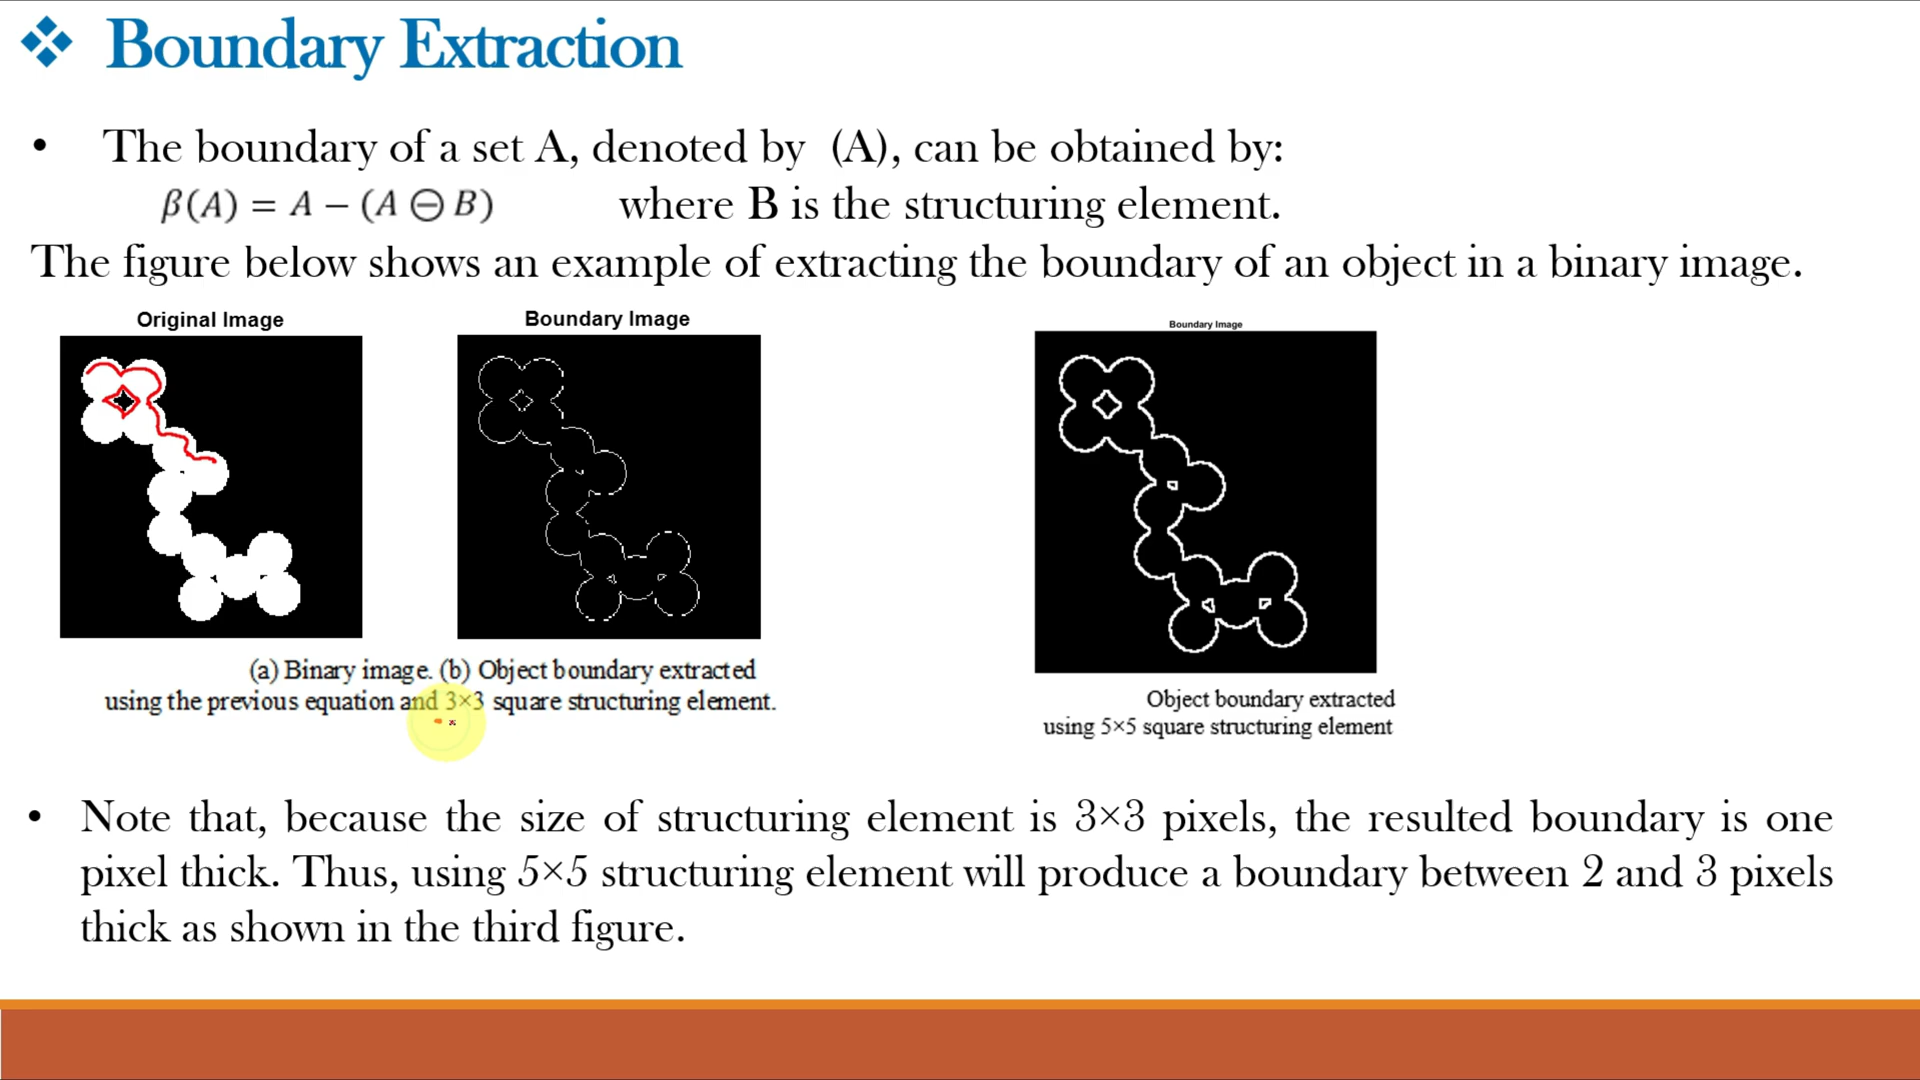 ❖ Boundary Extraction
• The boundary of a set A, denoted by (A), can be obtained by:
β(A) = A − (A ⊖ B) where B is the structuring element.
The figure below shows an example of extracting the boundary of an object in a binary image.
Original Image
Boundary Image
Boundary Image
(a) Binary image. (b) Object boundary extracted
using the previous equation and 3×3 square structuring element.
Object boundary extracted
using 5×5 square structuring element
• Note that, because the size of structuring element is 3×3 pixels, the resulted boundary is one
pixel thick. Thus, using 5×5 structuring element will produce a boundary between 2 and 3 pixels
thick as shown in the third figure.